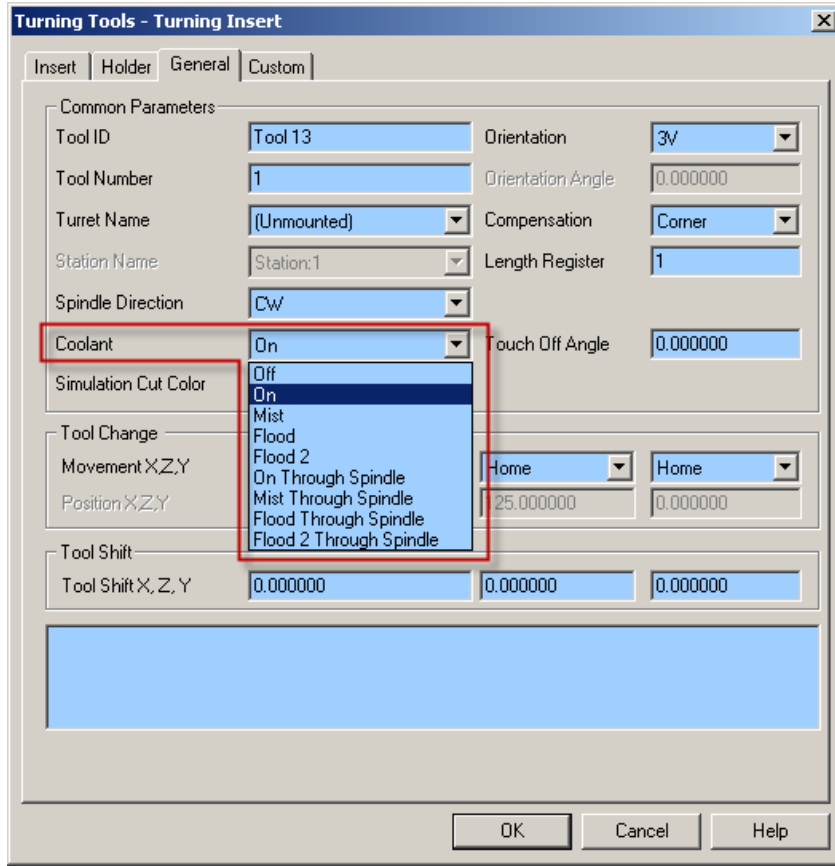 Turning Tools - Turning Insert
Insert Holder General Custom
Common Parameters
Tool ID Tool 13 Orientation 3V
Tool Number 1 Orientation Angle 0.000000
Turret Name (Unmounted) Compensation Corner
Station Name Station:1 Length Register 1
Spindle Direction CW
Coolant On Touch Off Angle 0.000000
Off
Simulation Cut Color On
Mist
Tool Change Flood
Flood 2
Movement X,Z,Y On Through Spindle Home Home
Mist Through Spindle
Position X,Z,Y Flood Through Spindle 125.000000 0.000000
Flood 2 Through Spindle
Tool Shift
Tool Shift X, Z, Y 0.000000 0.000000 0.000000
OK Cancel Help